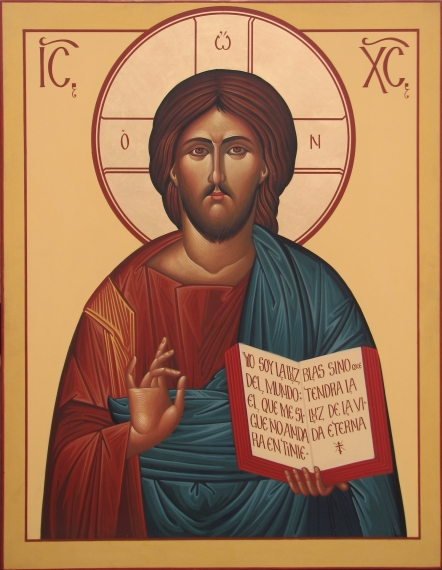 IC XC
ὤ
ὁ Ν
YO SOY LA LUZ
DEL MUNDO:
EL QUE ME SI-
GUE NO ANDA
RA EN TINIE-
BLAS SINO QUE
TENDRA LA
LUZ DE LA VI-
DA ETERNA